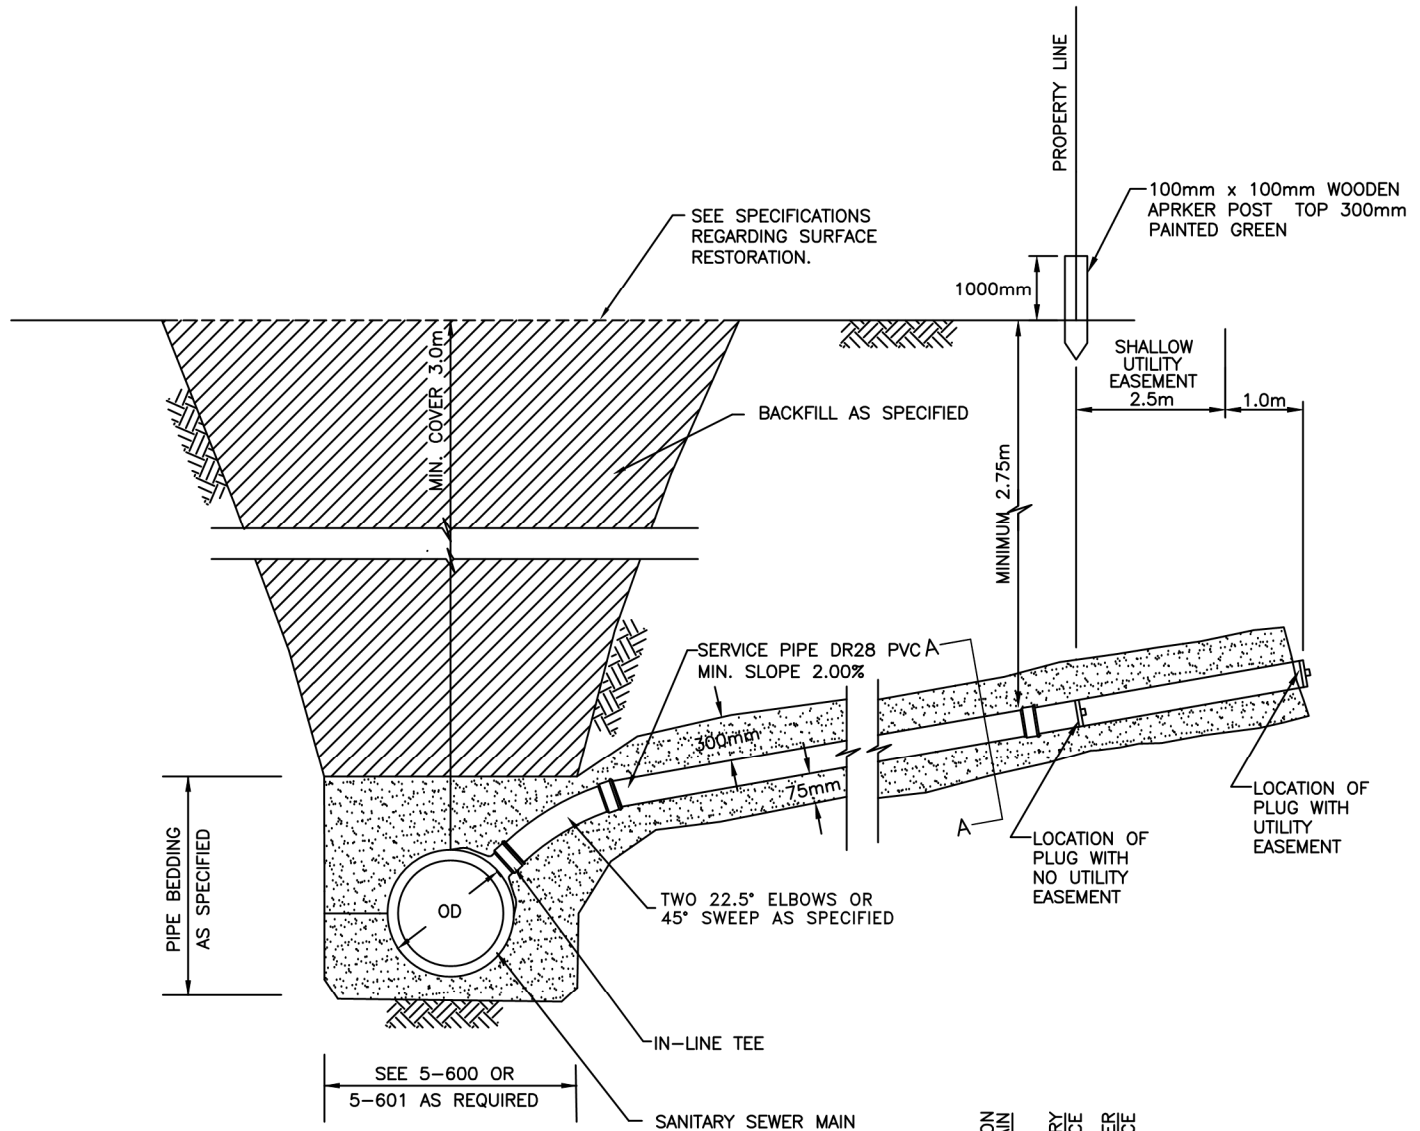 PROPERTY LINE
100mm x 100mm WOODEN
APRKER POST TOP 300mm
PAINTED GREEN
SEE SPECIFICATIONS
REGARDING SURFACE
RESTORATION.
1000mm
MIN. COVER 3.0m
SHALLOW
UTILITY
EASEMENT
2.5m
1.0m
BACKFILL AS SPECIFIED
MINIMUM 2.75m
SERVICE PIPE DR28 PVC
MIN. SLOPE 2.00%
A
300mm
75mm
A
LOCATION OF
PLUG WITH
UTILITY
EASEMENT
LOCATION OF
PLUG WITH
NO UTILITY
EASEMENT
PIPE BEDDING
AS SPECIFIED
OD
TWO 22.5° ELBOWS OR
45° SWEEP AS SPECIFIED
IN-LINE TEE
SEE 5-600 OR
5-601 AS REQUIRED
SANITARY SEWER MAIN